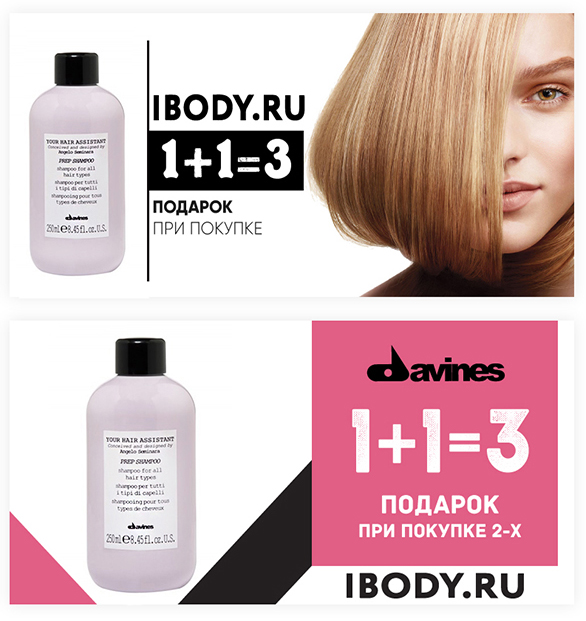 YOUR HAIR ASSISTANT
Conceived and designed by
Angelo Seminara
PREP SHAMPOO
shampoo for all
hair types
shampoo per tutti
i tipi di capelli
shampooing pour tous
types de cheveux
davines
250ml℮8.45fl.oz.U.S.
IBODY.RU
1+1=3
ПОДАРОК
ПРИ ПОКУПКЕ
YOUR HAIR ASSISTANT
Conceived and designed by
Angelo Seminara
PREP SHAMPOO
shampoo for all
hair types
shampoo per tutti
i tipi di capelli
shampooing pour tous
types de cheveux
davines
250ml℮8.45fl.oz.U.S.
davines
1+1=3
ПОДАРОК
ПРИ ПОКУПКЕ 2-Х
IBODY.RU